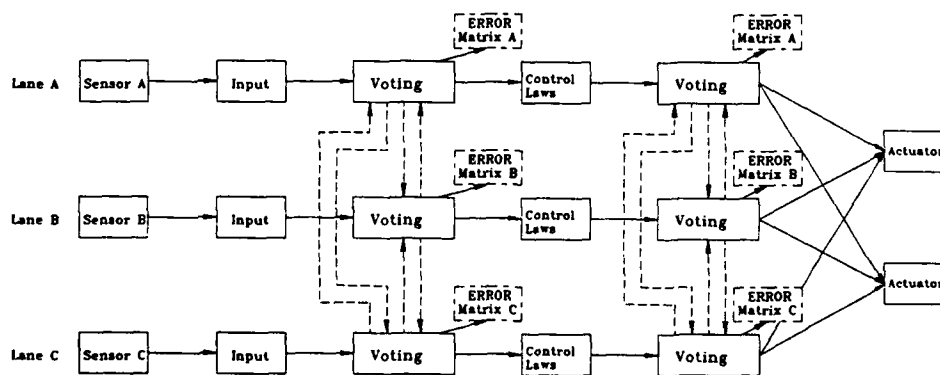 ERROR
Matrix A
ERROR
Matrix A
Lane A
Sensor A
Input
Voting
Control
Laws
Voting
Actuator
ERROR
Matrix B
ERROR
Matrix B
Lane B
Sensor B
Input
Voting
Control
Laws
Voting
Actuator
ERROR
Matrix C
ERROR
Matrix C
Lane C
Sensor C
Input
Voting
Control
Laws
Voting